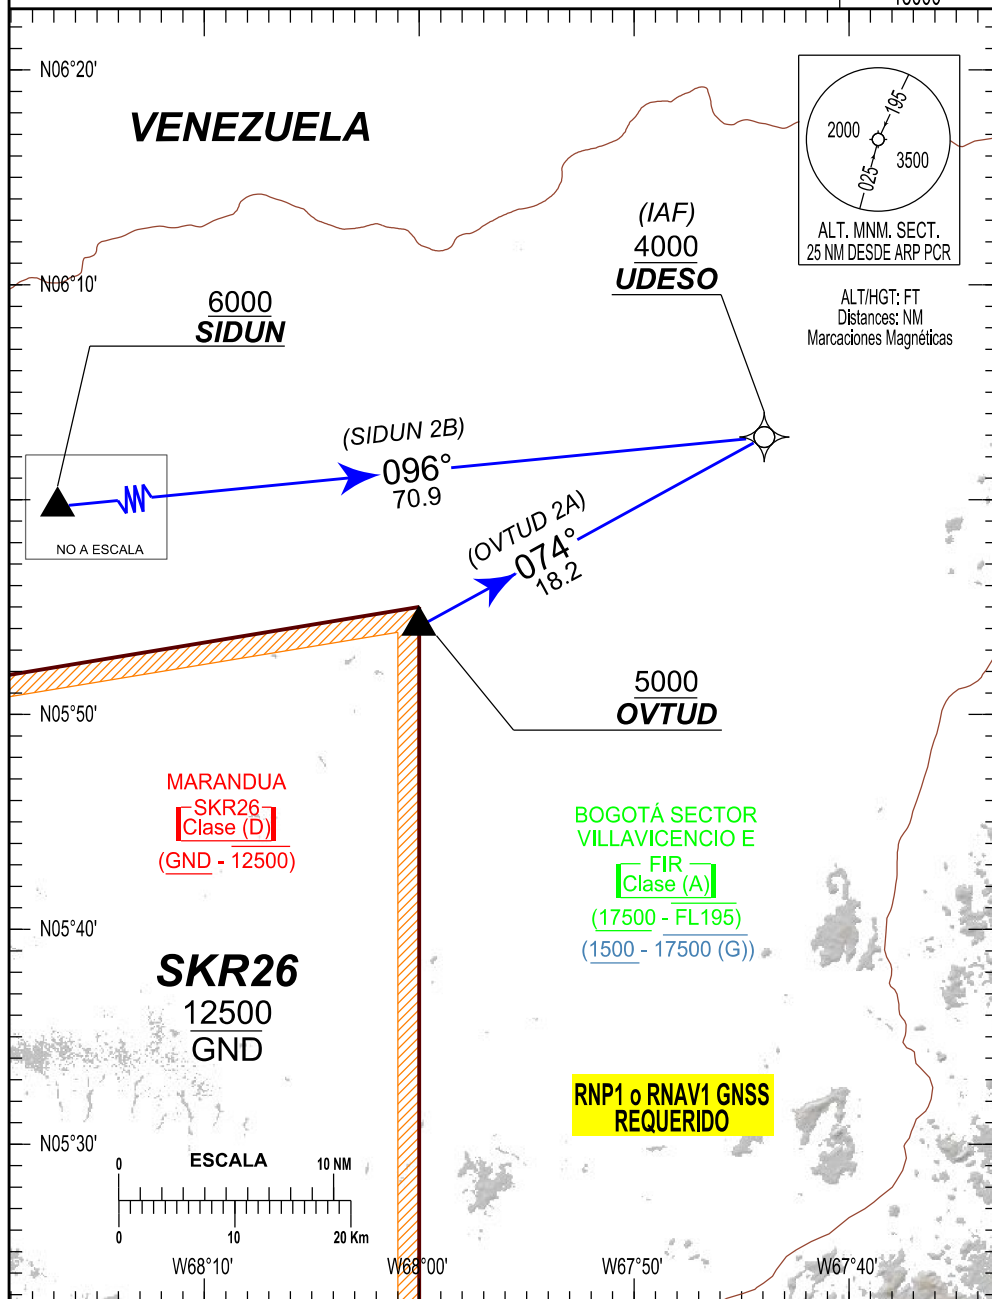 N06°20'
VENEZUELA
195
2000
3500
025
ALT. MNM. SECT.
25 NM DESDE ARP PCR
(IAF)
4000
UDESO
N06°10'
6000
SIDUN
ALT/HGT: FT
Distances: NM
Marcaciones Magnéticas
(SIDUN 2B)
096°
70.9
(OVTUD 2A)
074°
18.2
NO A ESCALA
5000
OVTUD
N05°50'
MARANDUA
SKR26
Clase (D)
(GND - 12500)
BOGOTÁ SECTOR
VILLAVICENCIO E
FIR
Clase (A)
(17500 - FL195)
(1500 - 17500 (G))
N05°40'
SKR26
12500
GND
RNP1 o RNAV1 GNSS
REQUERIDO
N05°30'
ESCALA
0 10 NM
0 10 20 Km
W68°10' W68°00' W67°50' W67°40'